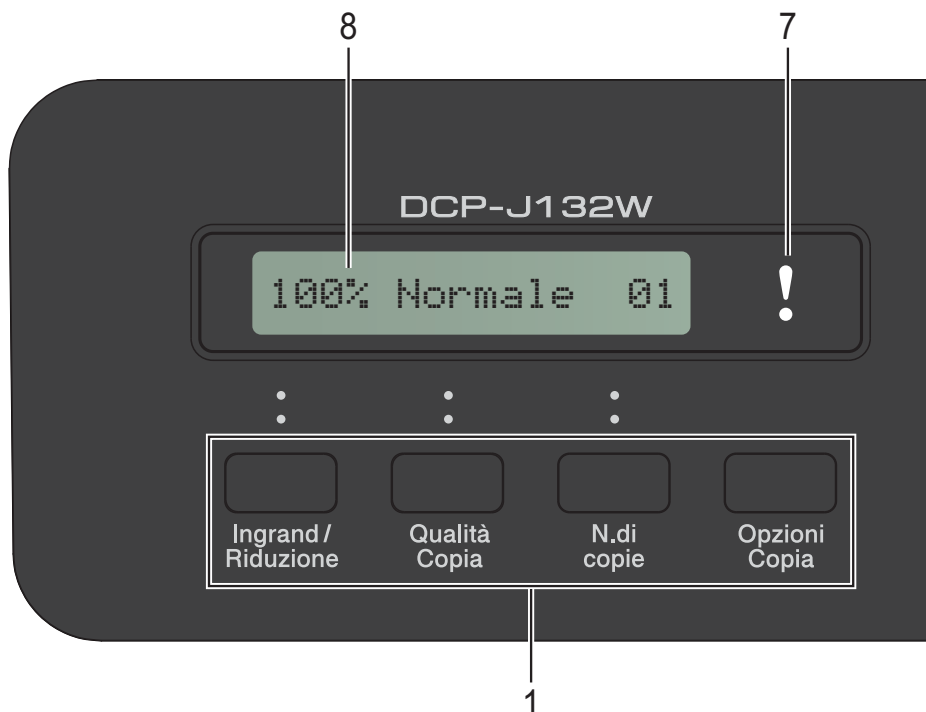 8 7
DCP-J132W
100% Normale 01
!
Ingrand/
Riduzione
Qualità
Copia
N.di
copie
Opzioni
Copia
1